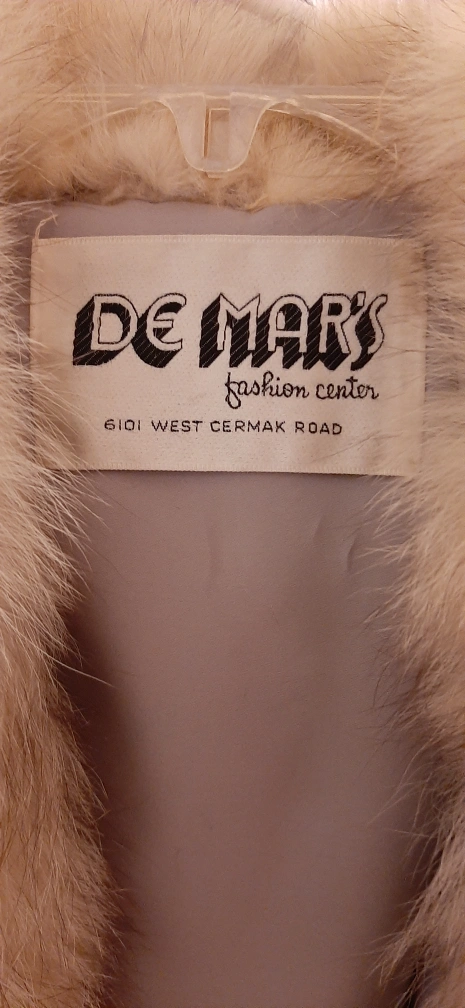 DE MAR'S
fashion center
6101 WEST CERMAK ROAD